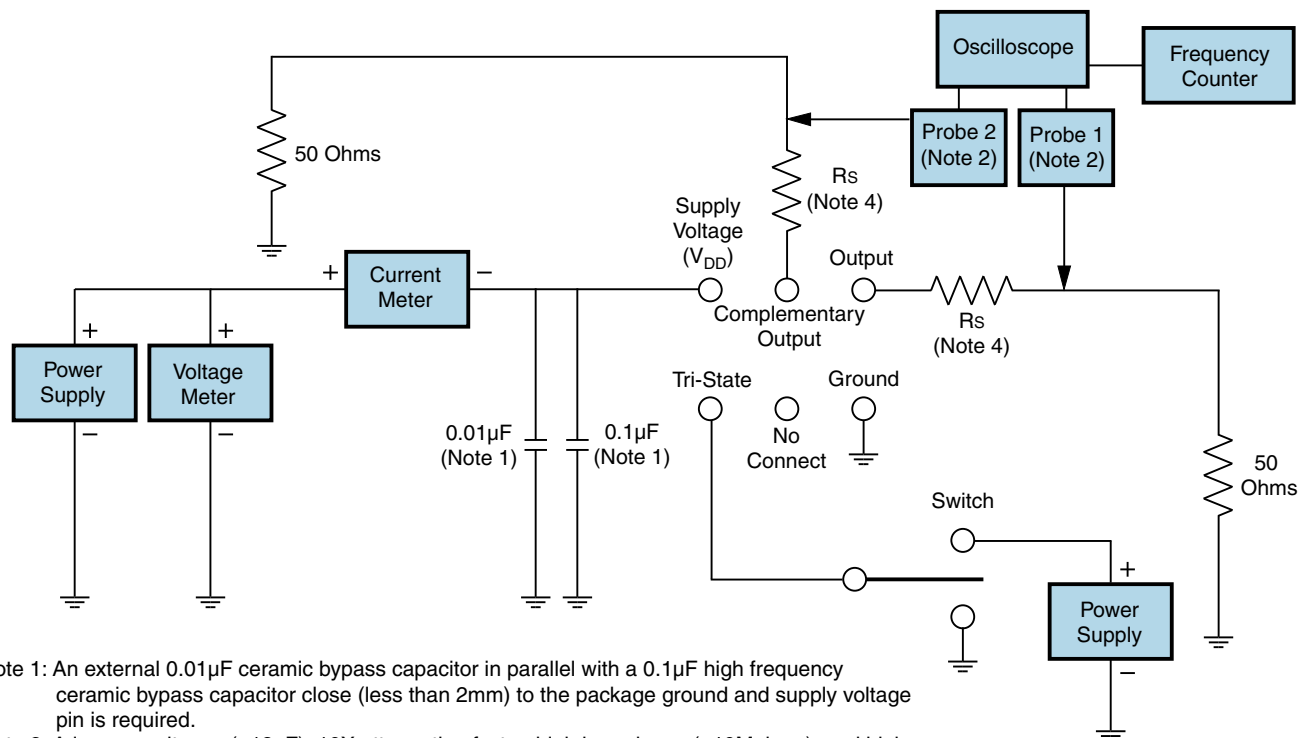 Oscilloscope
Frequency
Counter
Probe 2
(Note 2)
Probe 1
(Note 2)
50 Ohms
Rs
(Note 4)
Supply
Voltage
(VDD)
Output
Complementary
Output
Rs
(Note 4)
+
Current
Meter
−
+
Power
Supply
−
+
Voltage
Meter
−
0.01µF
(Note 1)
0.1µF
(Note 1)
Tri-State
No
Connect
Ground
50
Ohms
Switch
+
Power
Supply
−
ote 1: An external 0.01µF ceramic bypass capacitor in parallel with a 0.1µF high frequency
ceramic bypass capacitor close (less than 2mm) to the package ground and supply voltage
pin is required.